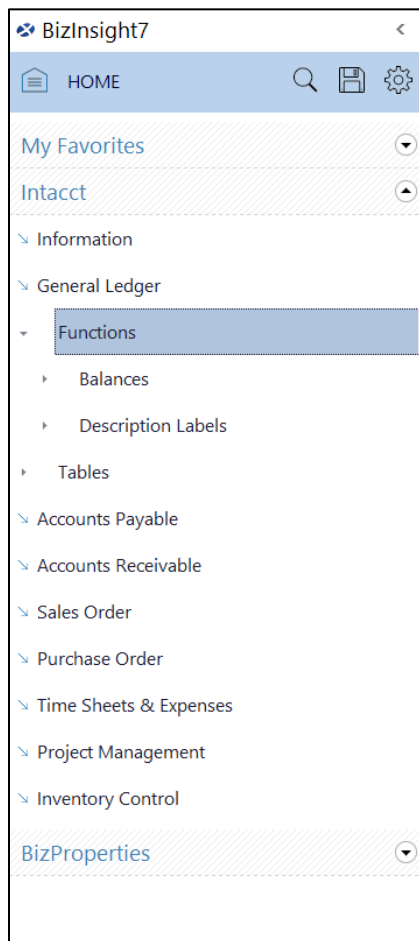 BizInsight7
HOME
My Favorites
Intacct
Information
General Ledger
Functions
Balances
Description Labels
Tables
Accounts Payable
Accounts Receivable
Sales Order
Purchase Order
Time Sheets & Expenses
Project Management
Inventory Control
BizProperties